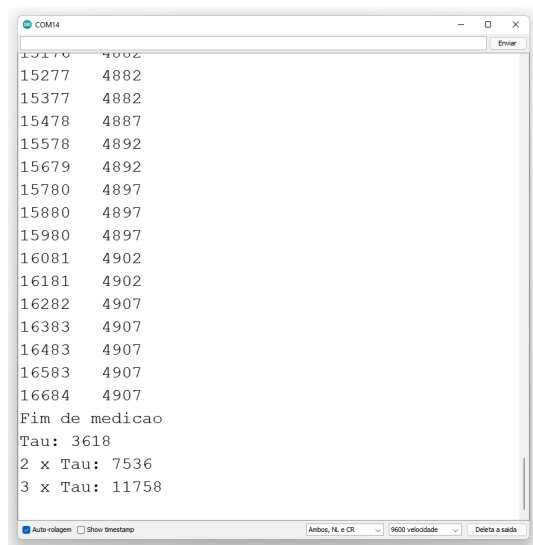 COM14
Enviar
15176 4882
15277 4882
15377 4882
15478 4887
15578 4892
15679 4892
15780 4897
15880 4897
15980 4897
16081 4902
16181 4902
16282 4907
16383 4907
16483 4907
16583 4907
16684 4907
Fim de medicao
Tau: 3618
2 x Tau: 7536
3 x Tau: 11758
Auto-rolagem Show timestamp Ambos, NL e CR 9600 velocidade Deleta a saida